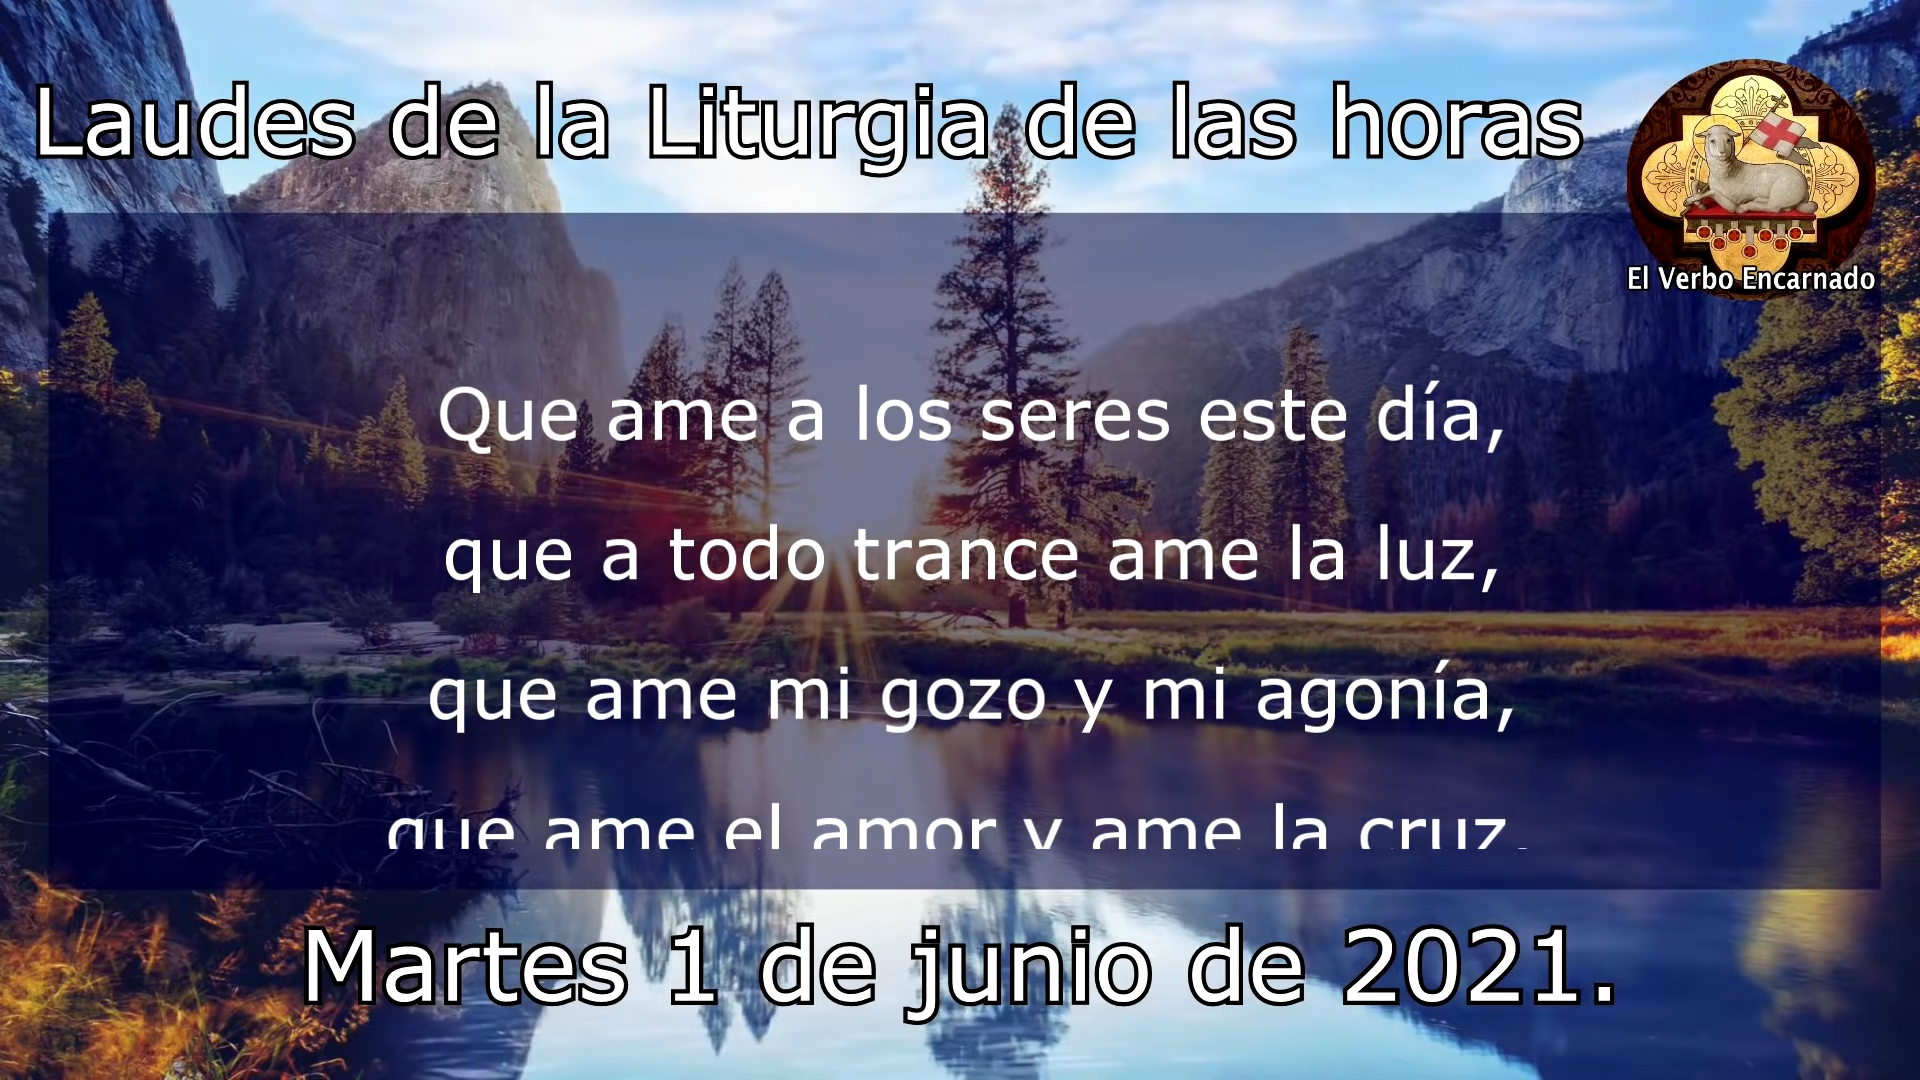 Laudes de la Liturgia de las horas
El Verbo Encarnado
Que ame a los seres este día,
que a todo trance ame la luz,
que ame mi gozo y mi agonía,
que ame el amor y ame la cruz.
Martes 1 de junio de 2021.